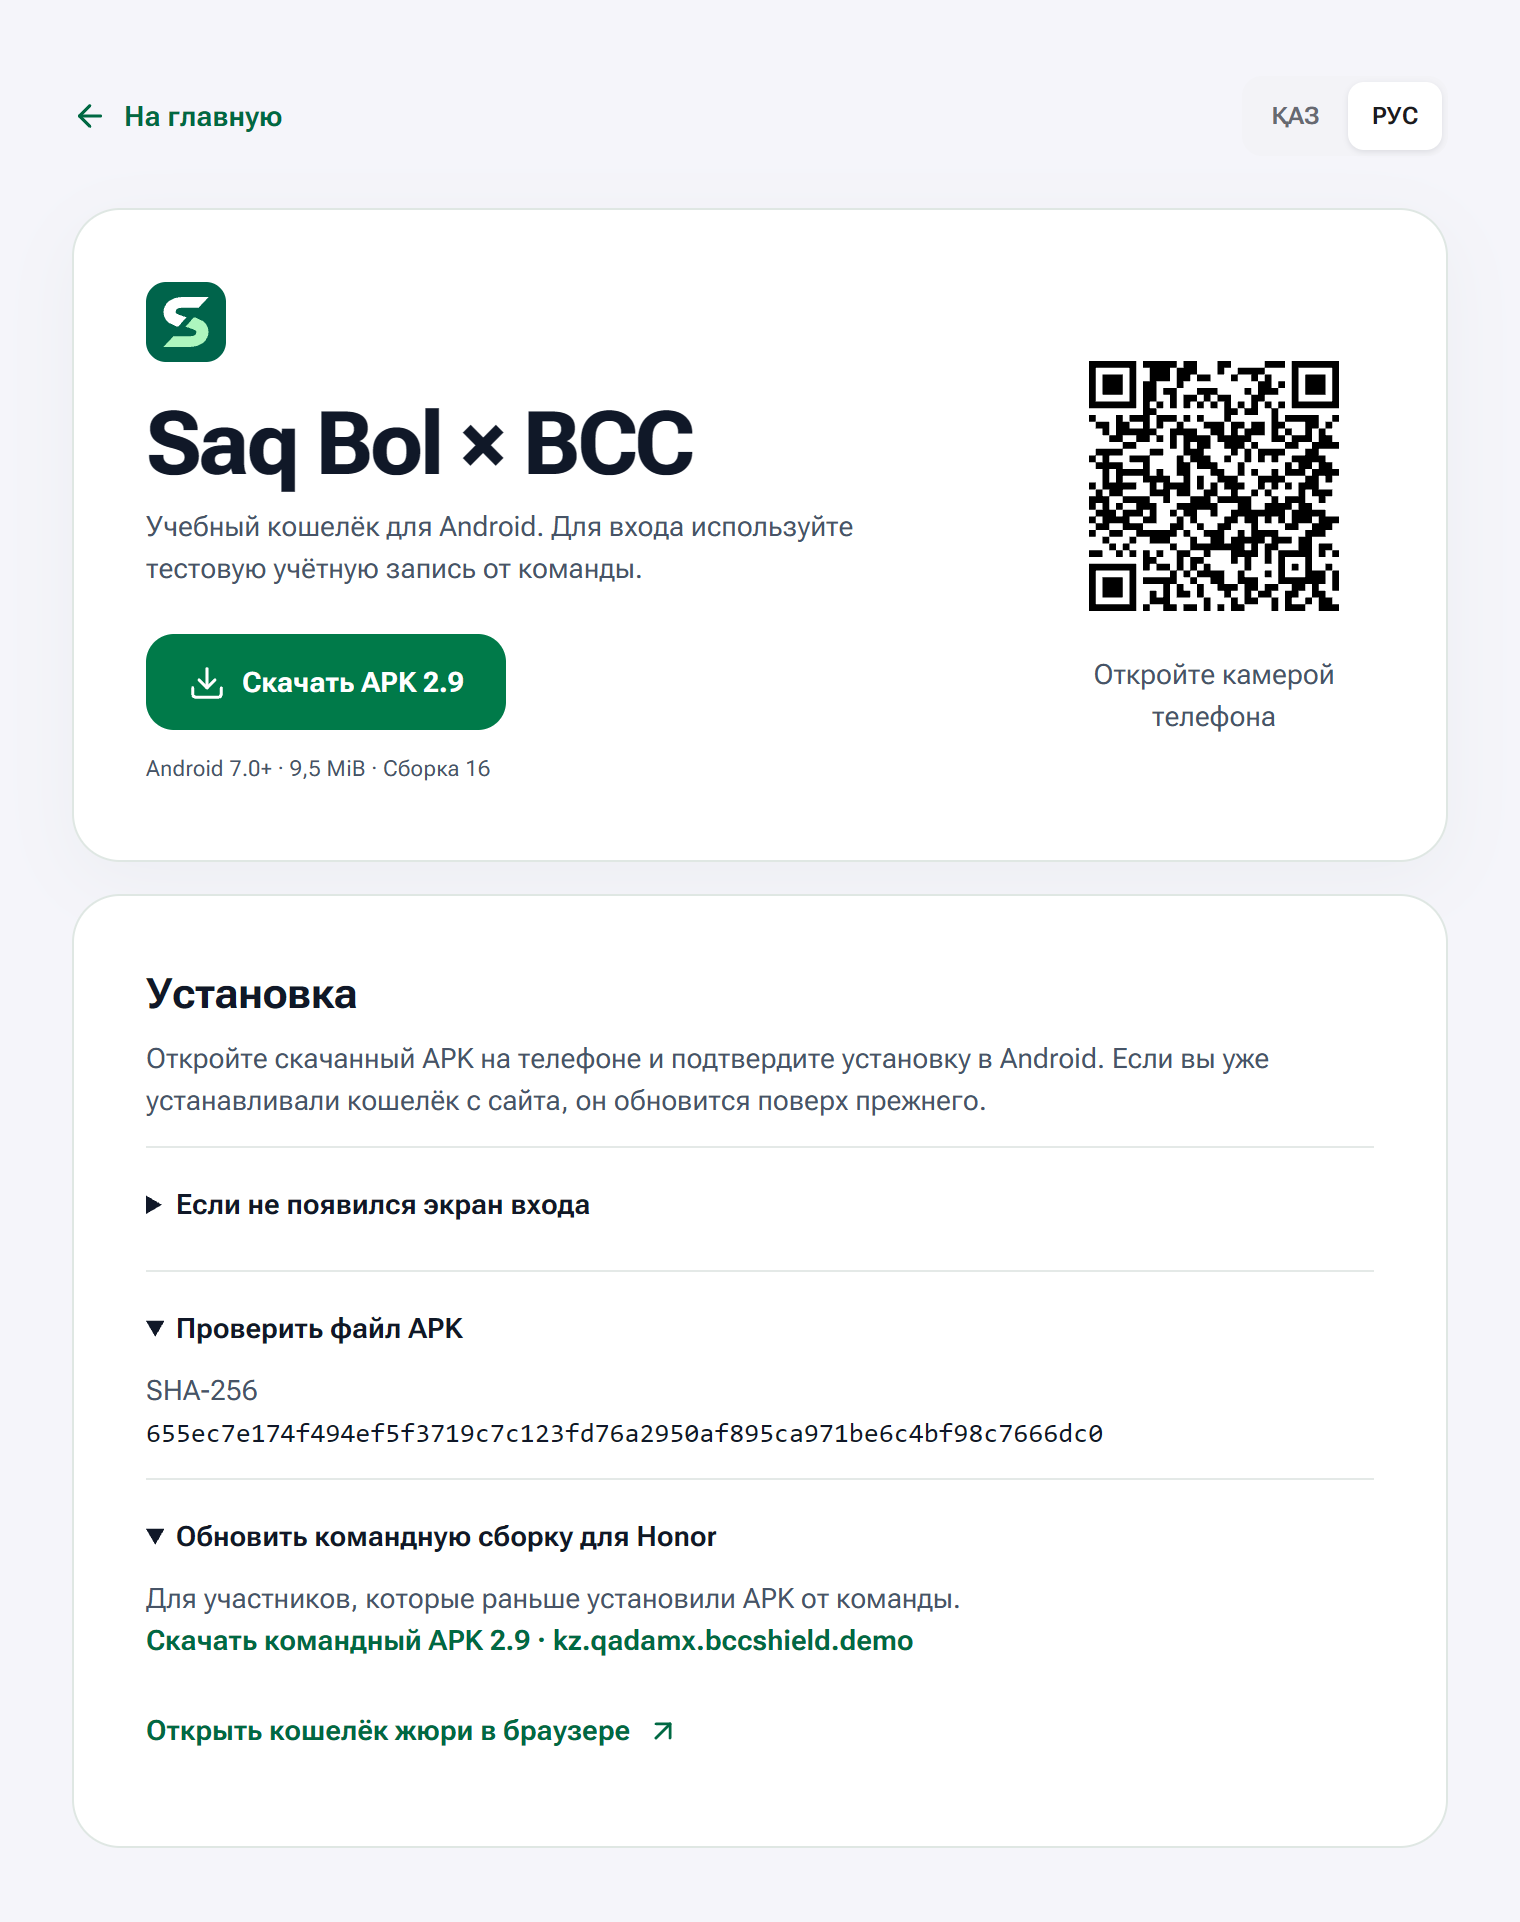 На главную
ҚАЗ
РУС
Saq Bol × BCC
Учебный кошелёк для Android. Для входа используйте
тестовую учётную запись от команды.
Скачать APK 2.9
Android 7.0+ · 9,5 MiB · Сборка 16
Откройте камерой
телефона
Установка
Откройте скачанный APK на телефоне и подтвердите установку в Android. Если вы уже
устанавливали кошелёк с сайта, он обновится поверх прежнего.
Если не появился экран входа
Проверить файл APK
SHA-256
655ec7e174f494ef5f3719c7c123fd76a2950af895ca971be6c4bf98c7666dc0
Обновить командную сборку для Honor
Для участников, которые раньше установили APK от команды.
Скачать командный APK 2.9 · kz.qadamx.bccshield.demo
Открыть кошелёк жюри в браузере